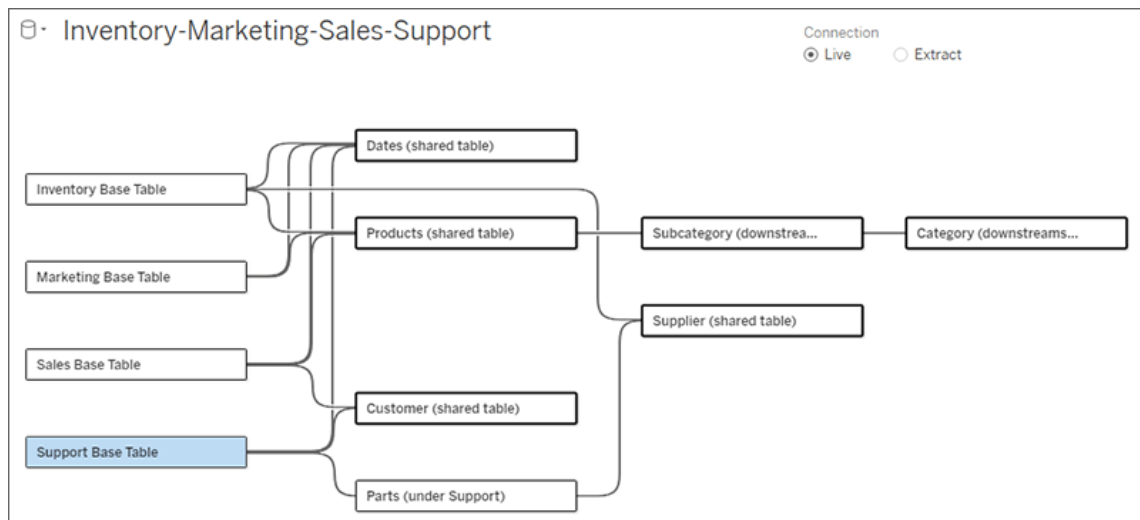 Inventory-Marketing-Sales-Support
Connection
Live Extract
Dates (shared table)
Inventory Base Table
Products (shared table)
Subcategory (downstrea...
Category (downstreams...
Marketing Base Table
Supplier (shared table)
Sales Base Table
Customer (shared table)
Support Base Table
Parts (under Support)